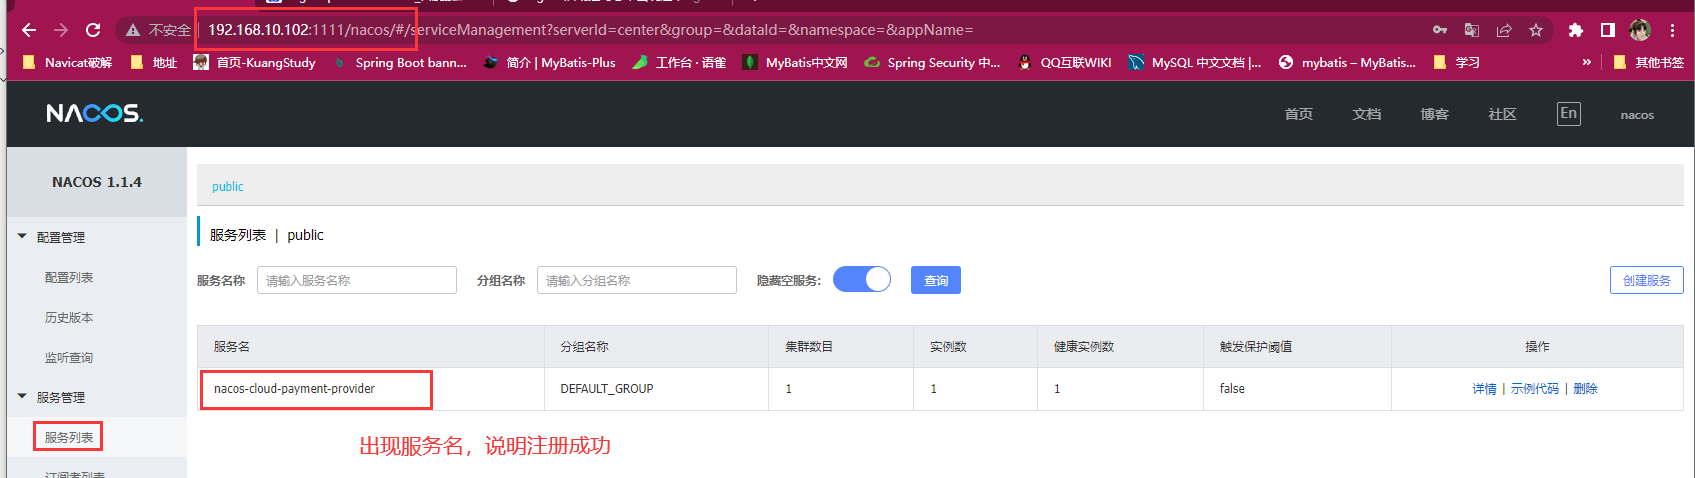 不安全 192.168.10.102:1111/nacos/#/serviceManagement?serverId=center&group=&dataId=&namespace=&appName=
Navicat破解 地址 首页-KuangStudy Spring Boot bann... 简介 | MyBatis-Plus 工作台 · 语雀 MyBatis中文网 Spring Security 中... QQ互联WIKI MySQL 中文文档 |... mybatis – MyBatis... 学习 » 其他书签
NACOS. 首页 文档 博客 社区 En nacos
NACOS 1.1.4
public
配置管理
配置列表
历史版本
监听查询
服务管理
服务列表
订阅者列表
服务列表 | public
服务名称 请输入服务名称 分组名称 请输入分组名称 隐藏空服务: 查询 创建服务
服务名 分组名称 集群数目 实例数 健康实例数 触发保护阈值 操作
nacos-cloud-payment-provider DEFAULT_GROUP 1 1 1 false 详情 | 示例代码 | 删除
出现服务名，说明注册成功